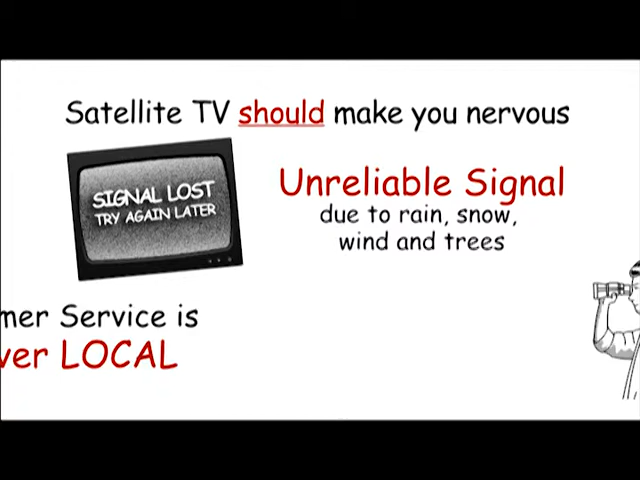 Satellite TV should make you nervous
SIGNAL LOST
TRY AGAIN LATER
Unreliable Signal
due to rain, snow,
wind and trees
mer Service is
ver LOCAL